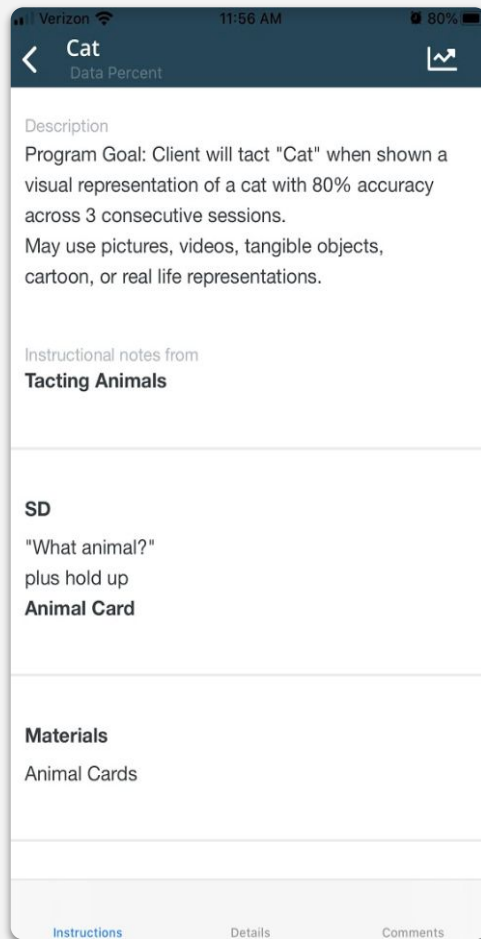 Verizon 11:56 AM 80%
Cat
Data Percent
Description
Program Goal: Client will tact "Cat" when shown a
visual representation of a cat with 80% accuracy
across 3 consecutive sessions.
May use pictures, videos, tangible objects,
cartoon, or real life representations.
Instructional notes from
Tacting Animals
SD
"What animal?"
plus hold up
Animal Card
Materials
Animal Cards
Instructions Details Comments